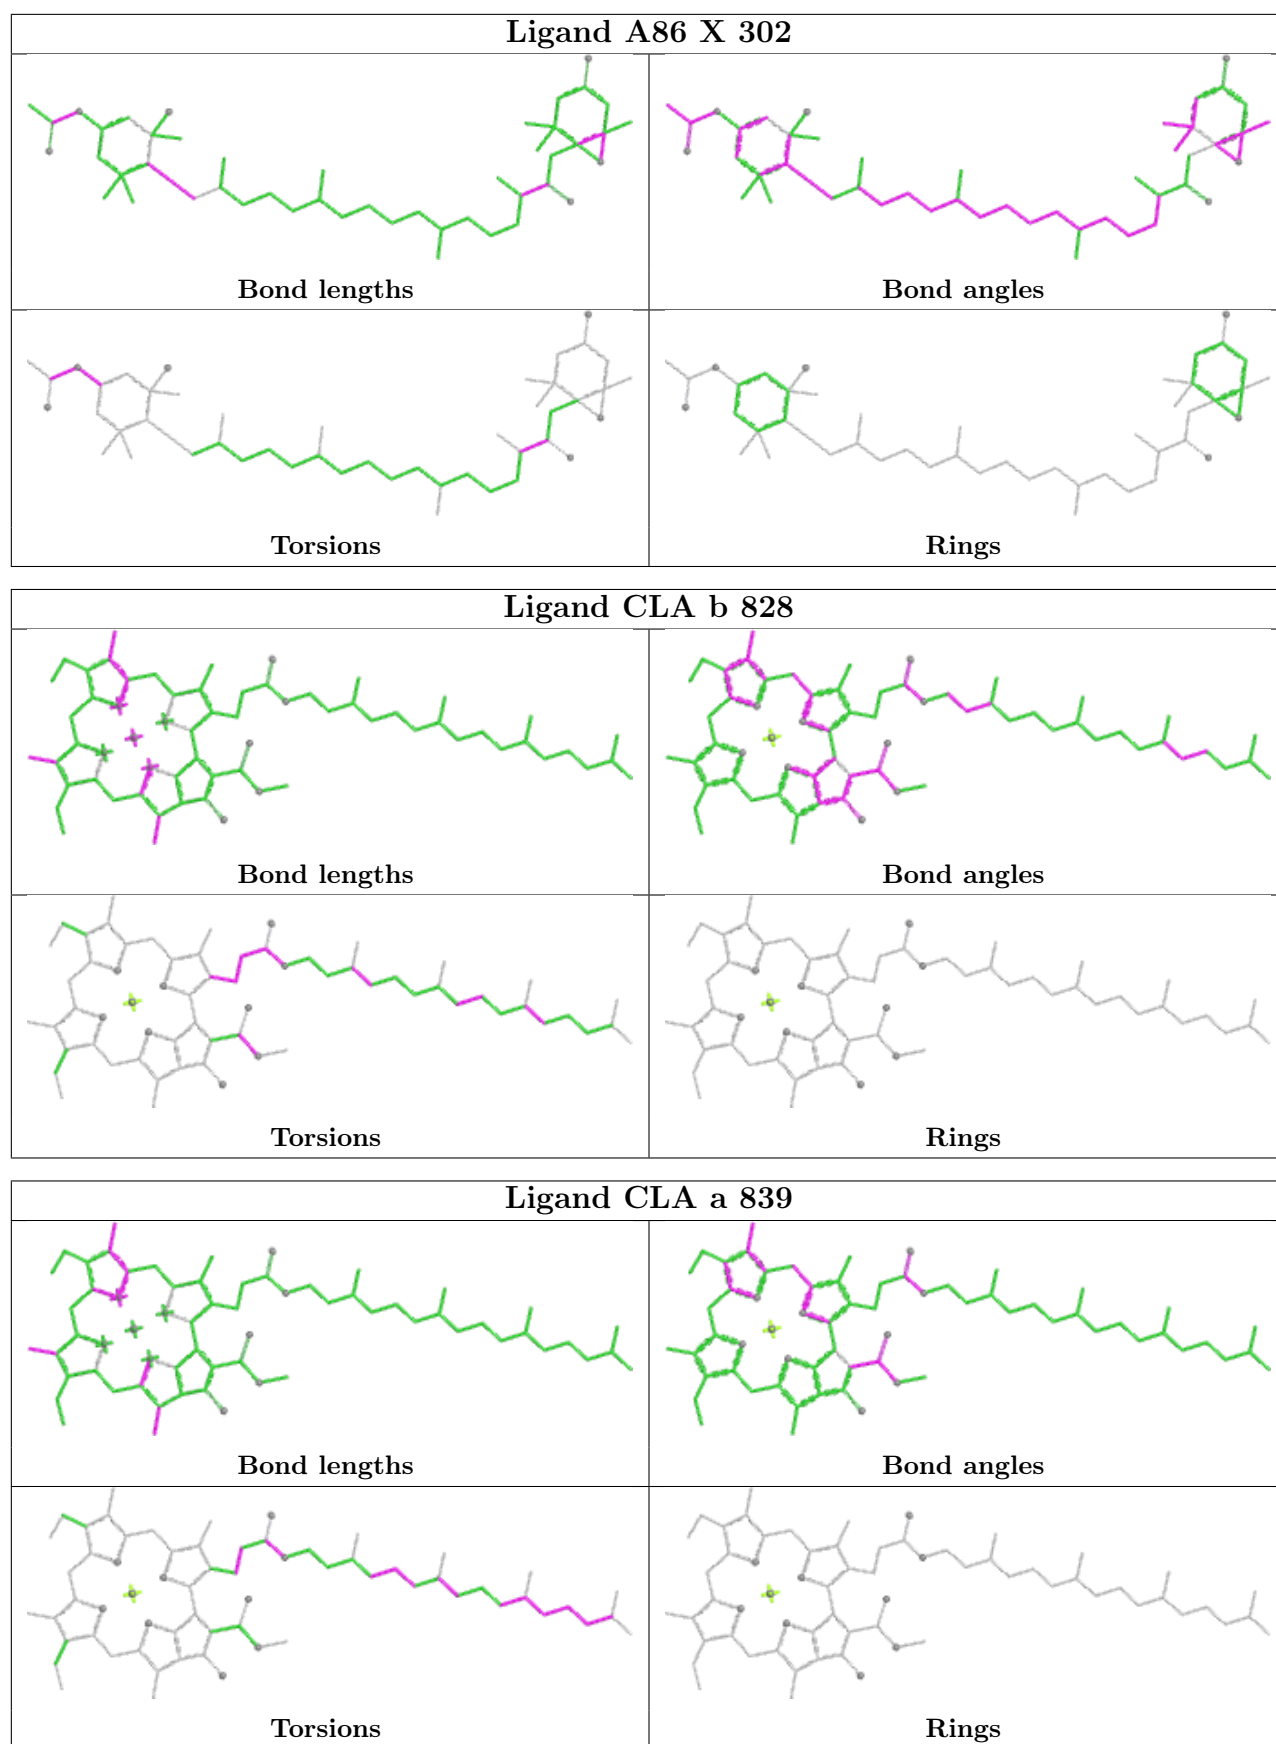 Ligand A86 X 302
Bond lengths
Bond angles
Torsions
Rings
Ligand CLA b 828
Bond lengths
Bond angles
Torsions
Rings
Ligand CLA a 839
Bond lengths
Bond angles
Torsions
Rings